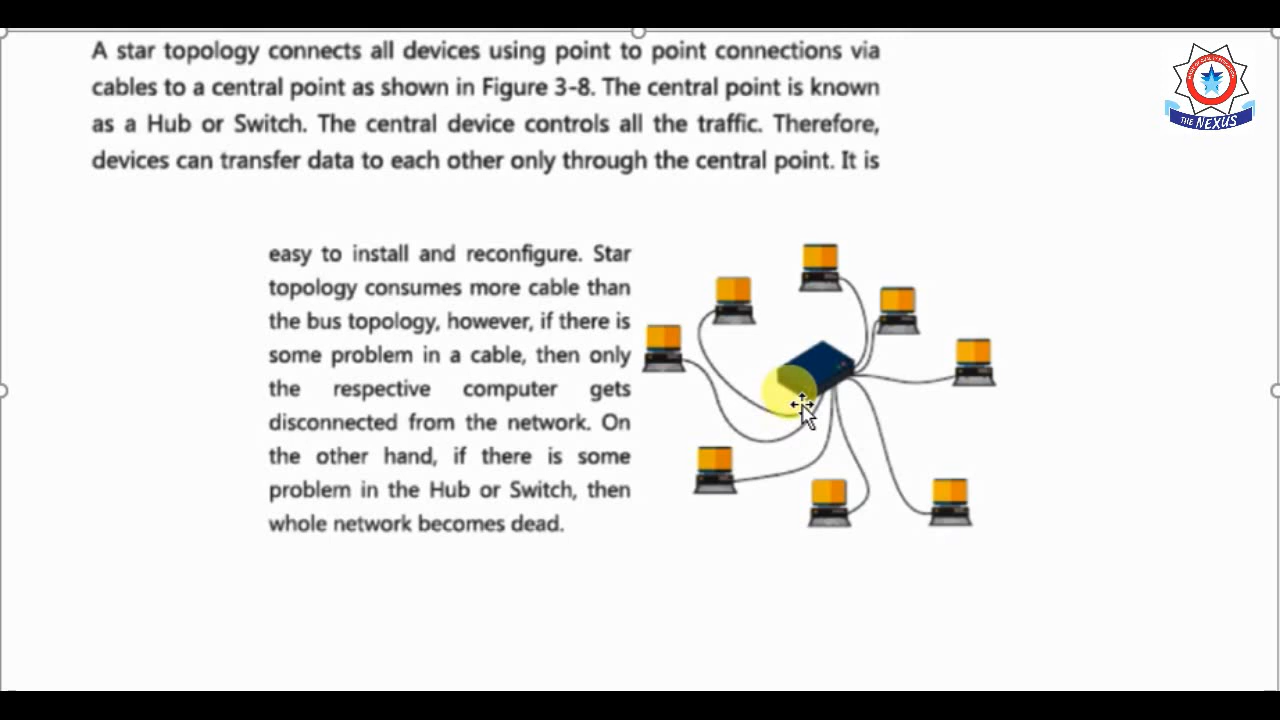 A star topology connects all devices using point to point connections via
cables to a central point as shown in Figure 3-8. The central point is known
as a Hub or Switch. The central device controls all the traffic. Therefore,
devices can transfer data to each other only through the central point. It is
easy to install and reconfigure. Star
topology consumes more cable than
the bus topology, however, if there is
some problem in a cable, then only
the respective computer gets
disconnected from the network. On
the other hand, if there is some
problem in the Hub or Switch, then
whole network becomes dead.
THE NEXUS